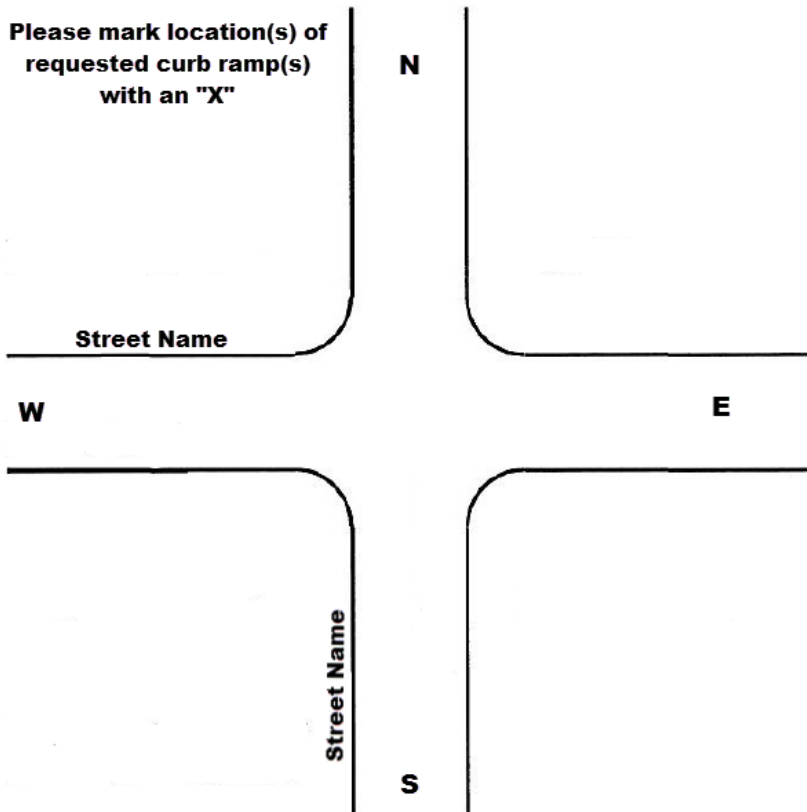 Please mark location(s) of
requested curb ramp(s)
with an "X"
N
Street Name
W
E
Street Name
S